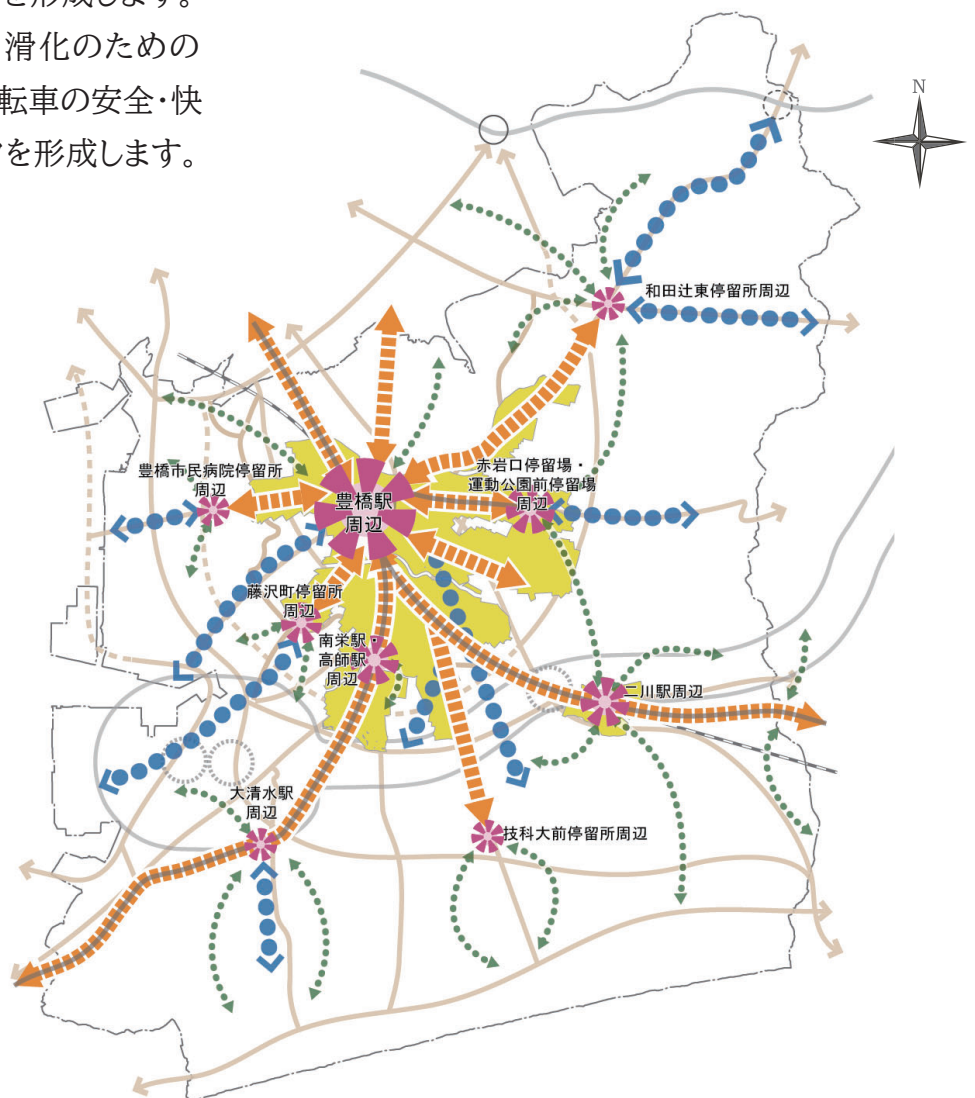 を形成します。
滑化のための
転車の安全・快
を形成します。
N
和田辻東停留所周辺
豊橋市民病院停留所
周辺
豊橋駅
周辺
赤岩口停留場・
運動公園前停留場
周辺
藤沢町停留所
周辺
南栄駅・
高師駅
周辺
二川駅周辺
大清水駅
周辺
技科大前停留所周辺